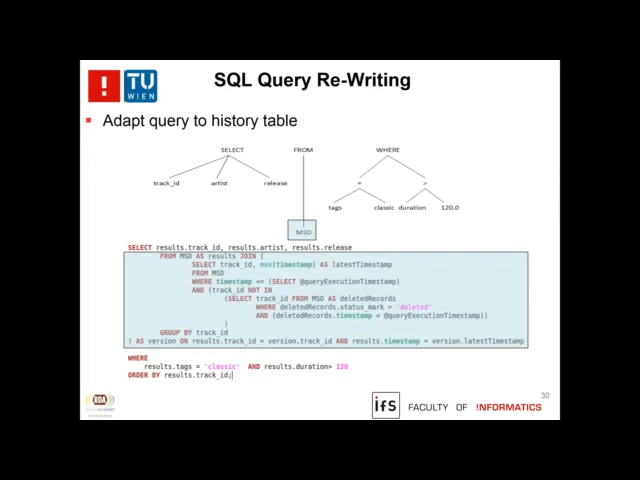 SQL Query Re-Writing
! TU
WIEN
Adapt query to history table
SELECT FROM WHERE
track_id artist release = >
tags classic duration 120.0
MSD
SELECT results.track_id, results.artist, results.release
FROM MSD AS results JOIN (
SELECT track_id, max(timestamp) AS latestTimestamp
FROM MSD
WHERE timestamp <= (SELECT @queryExecutionTimestamp)
AND (track_id NOT IN
(SELECT track_id FROM MSD AS deletedRecords
WHERE deletedRecords.status_mark = 'deleted'
AND (deletedRecords.timestamp < @queryExecutionTimestamp))
)
GROUP BY track_id
) AS version ON results.track_id = version.track_id AND results.timestamp = version.latestTimestamp
WHERE
results.tags = 'classic' AND results.duration> 120
ORDER BY results.track_id;
30
RDA
ifs FACULTY OF !NFORMATICS